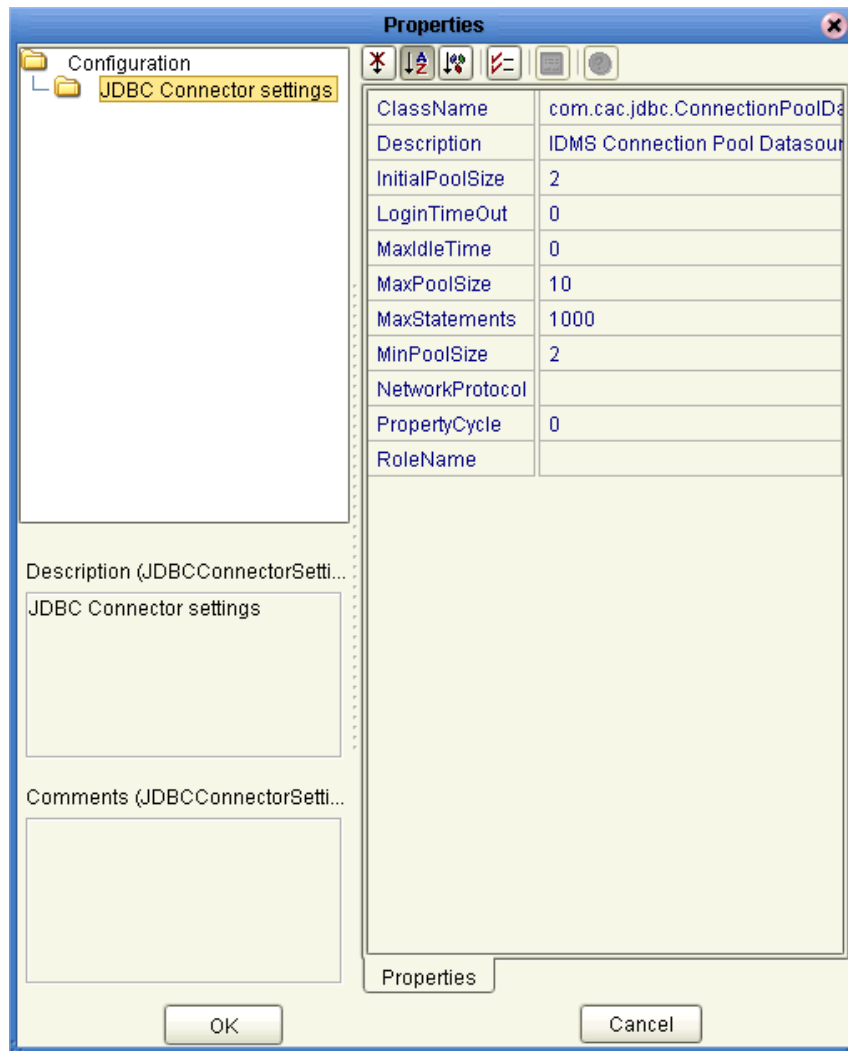 Properties
Configuration
JDBC Connector settings
ClassName com.cac.jdbc.ConnectionPoolDa
Description IDMS Connection Pool Datasour
InitialPoolSize 2
LoginTimeOut 0
MaxIdleTime 0
MaxPoolSize 10
MaxStatements 1000
MinPoolSize 2
NetworkProtocol
PropertyCycle 0
RoleName
Description (JDBCConnectorSetti...
JDBC Connector settings
Comments (JDBCConnectorSetti...
Properties
OK
Cancel